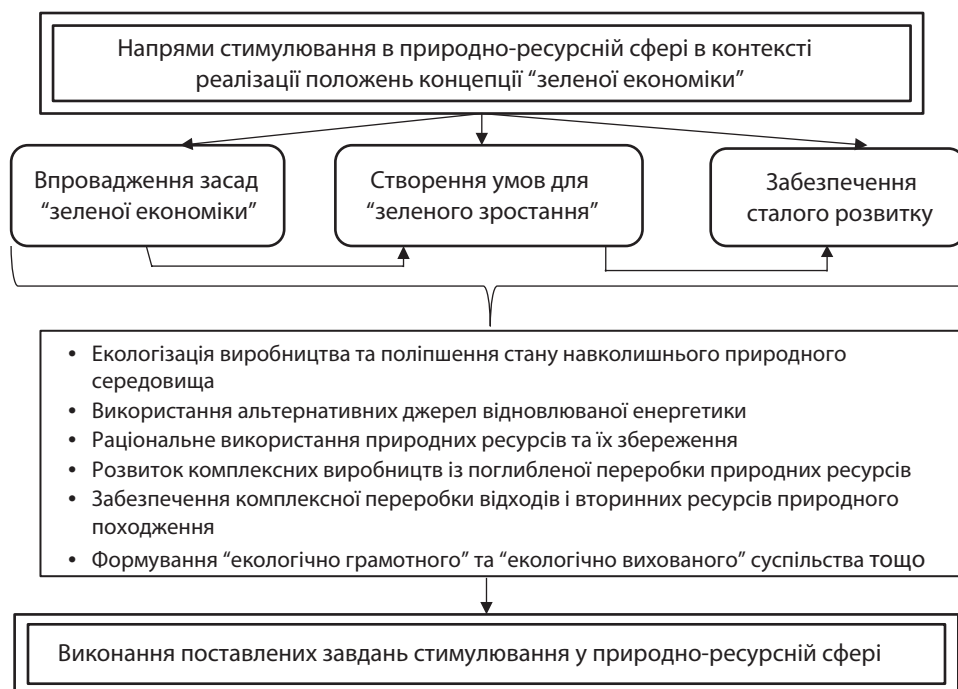 Напрями стимулювання в природно-ресурсній сфері в контексті
реалізації положень концепції “зеленої економіки”
Впровадження засад
“зеленої економіки”
Створення умов для
“зеленого зростання”
Забезпечення
сталого розвитку
• Екологізація виробництва та поліпшення стану навколишнього природного
середовища
• Використання альтернативних джерел відновлюваної енергетики
• Раціональне використання природних ресурсів та їх збереження
• Розвиток комплексних виробництв із поглибленої переробки природних ресурсів
• Забезпечення комплексної переробки відходів і вторинних ресурсів природного
походження
• Формування “екологічно грамотного” та “екологічно вихованого” суспільства тощо
Виконання поставлених завдань стимулювання у природно-ресурсній сфері